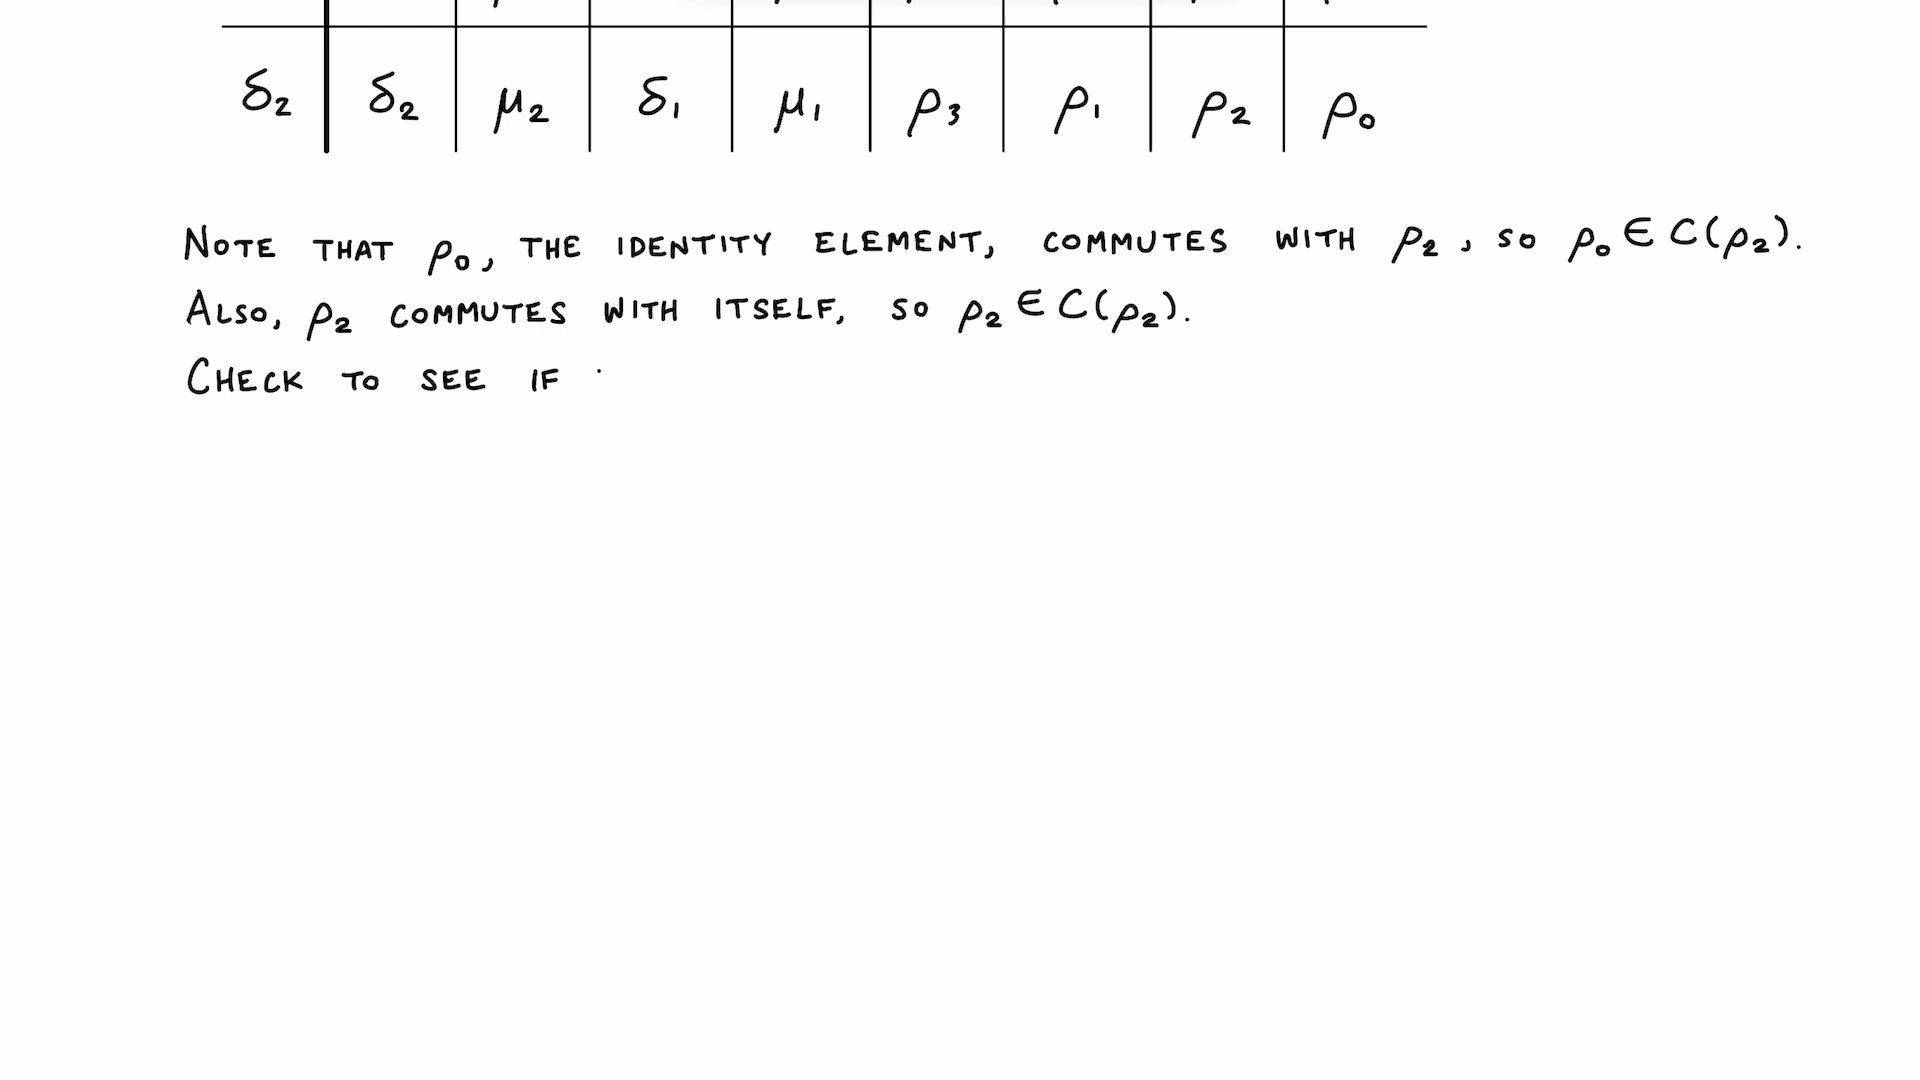 δ₂ δ₂ μ₂ δ₁ μ₁ ρ₃ ρ₁ ρ₂ ρ₀
NOTE THAT ρ₀, THE IDENTITY ELEMENT, COMMUTES WITH ρ₂, SO ρ₀ ∈ C(ρ₂).
ALSO, ρ₂ COMMUTES WITH ITSELF, SO ρ₂ ∈ C(ρ₂).
CHECK TO SEE IF